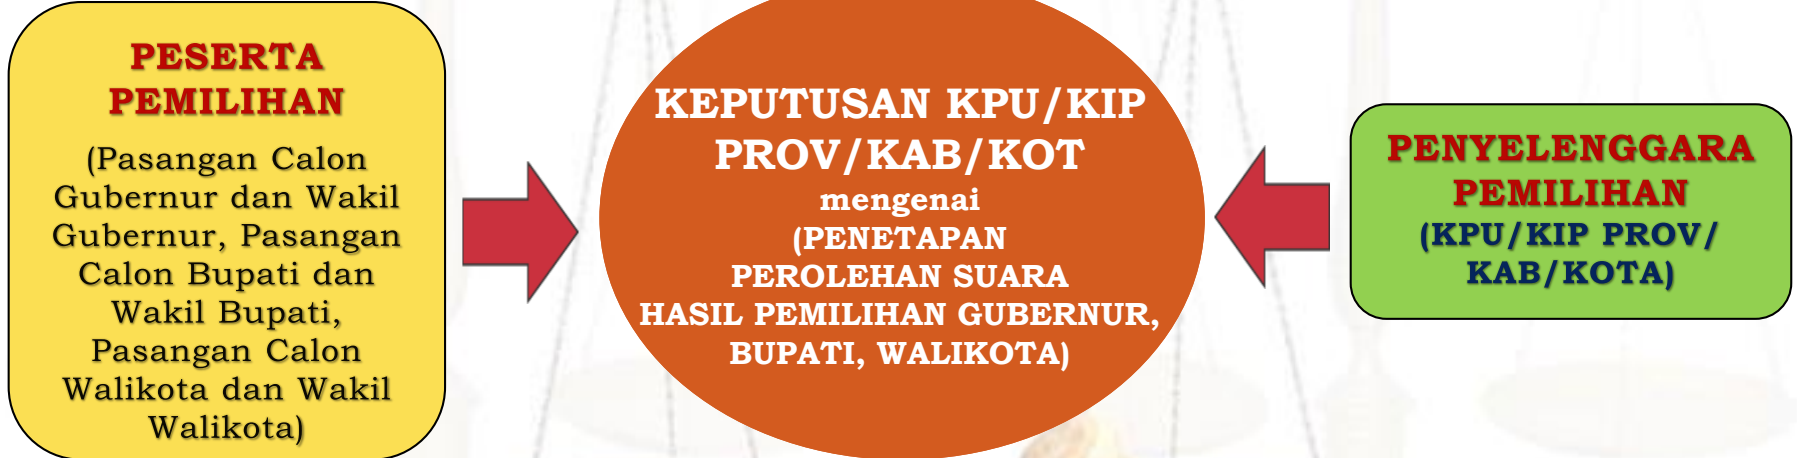 PESERTA
PEMILIHAN
(Pasangan Calon
Gubernur dan Wakil
Gubernur, Pasangan
Calon Bupati dan
Wakil Bupati,
Pasangan Calon
Walikota dan Wakil
Walikota)
KEPUTUSAN KPU/KIP
PROV/KAB/KOT
mengenai
(PENETAPAN
PEROLEHAN SUARA
HASIL PEMILIHAN GUBERNUR,
BUPATI, WALIKOTA)
PENYELENGGARA
PEMILIHAN
(KPU/KIP PROV/
KAB/KOTA)